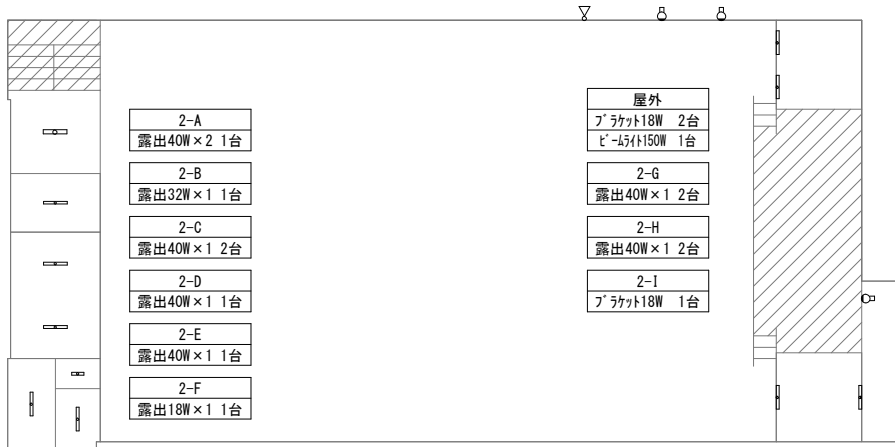 2-A
露出40W×2 1台
2-B
露出32W×1 1台
2-C
露出40W×1 2台
2-D
露出40W×1 1台
2-E
露出40W×1 1台
2-F
露出18W×1 1台
屋外
ブラケット18W 2台
ビームライト150W 1台
2-G
露出40W×1 2台
2-H
露出40W×1 2台
2-I
ブラケット18W 1台